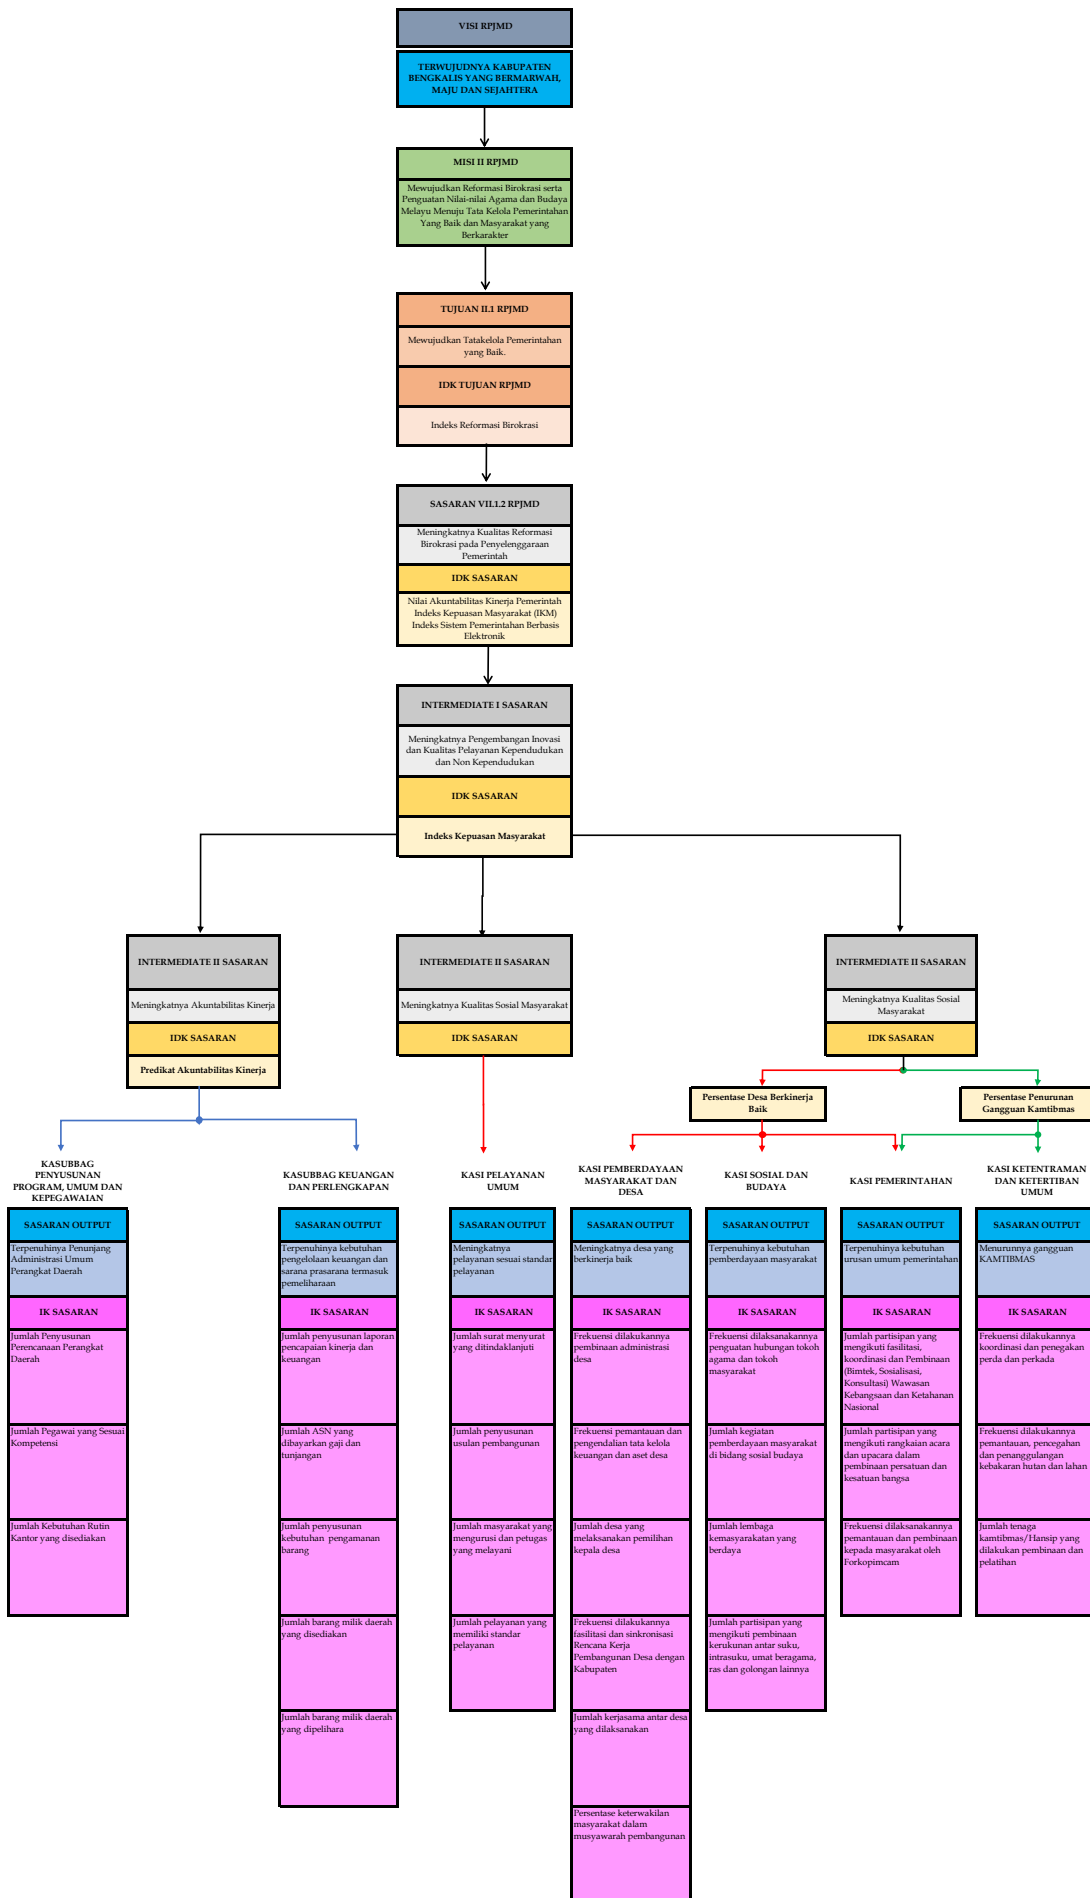 VISI RPJMD
TERWUJUDNYA KABUPATEN
BENGKALIS YANG BERMARWAH,
MAJU DAN SEJAHTERA
MISI II RPJMD
Mewujudkan Reformasi Birokrasi serta
Penguatan Nilai-nilai Agama dan Budaya
Melayu Menuju Tata Kelola Pemerintahan
Yang Baik dan Masyarakat yang
Berkarakter
TUJUAN II.1 RPJMD
Mewujudkan Tatakelola Pemerintahan
yang Baik.
IDK TUJUAN RPJMD
Indeks Reformasi Birokrasi
SASARAN VII.1.2 RPJMD
Meningkatnya Kualitas Reformasi
Birokrasi pada Penyelenggaraan
Pemerintah
IDK SASARAN
Nilai Akuntabilitas Kinerja Pemerintah
Indeks Kepuasan Masyarakat (IKM)
Indeks Sistem Pemerintahan Berbasis
Elektronik
INTERMEDIATE I SASARAN
Meningkatnya Pengembangan Inovasi
dan Kualitas Pelayanan Kependudukan
dan Non Kependudukan
IDK SASARAN
Indeks Kepuasan Masyarakat
INTERMEDIATE II SASARAN
Meningkatnya Akuntabilitas Kinerja
IDK SASARAN
Predikat Akuntabilitas Kinerja
INTERMEDIATE II SASARAN
Meningkatnya Kualitas Sosial Masyarakat
IDK SASARAN
INTERMEDIATE II SASARAN
Meningkatnya Kualitas Sosial
Masyarakat
IDK SASARAN
Persentase Desa Berkinerja
Baik
Persentase Penurunan
Gangguan Kamtibmas
KASUBBAG
PENYUSUNAN
PROGRAM, UMUM DAN
KEPEGAWAIAN
SASARAN OUTPUT
Terpenuhinya Penunjang
Administrasi Umum
Perangkat Daerah
IK SASARAN
Jumlah Penyusunan
Perencanaan Perangkat
Daerah
Jumlah Pegawai yang Sesuai
Kompetensi
Jumlah Kebutuhan Rutin
Kantor yang disediakan
KASUBBAG KEUANGAN
DAN PERLENGKAPAN
SASARAN OUTPUT
Terpenuhinya kebutuhan
pengelolaan keuangan dan
sarana prasarana termasuk
pemeliharaan
IK SASARAN
Jumlah penyusunan laporan
pencapaian kinerja dan
keuangan
Jumlah ASN yang
dibayarkan gaji dan
tunjangan
Jumlah penyusunan
kebutuhan  pengamanan
barang
Jumlah barang milik daerah
yang disediakan
Jumlah barang milik daerah
yang dipelihara
KASI PELAYANAN
UMUM
SASARAN OUTPUT
Meningkatnya
pelayanan sesuai standar
pelayanan
IK SASARAN
Jumlah surat menyurat
yang ditindaklanjuti
Jumlah penyusunan
usulan pembangunan
Jumlah masyarakat yang
mengurusi dan petugas
yang melayani
Jumlah pelayanan yang
memiliki standar
pelayanan
KASI PEMBERDAYAAN
MASYARAKAT DAN
DESA
SASARAN OUTPUT
Meningkatnya desa yang
berkinerja baik
IK SASARAN
Frekuensi dilakukannya
pembinaan administrasi
desa
Frekuensi pemantauan dan
pengendalian tata kelola
keuangan dan aset desa
Jumlah desa yang
melaksanakan pemilihan
kepala desa
Frekuensi dilakukannya
fasilitasi dan sinkronisasi
Rencana Kerja
Pembangunan Desa dengan
Kabupaten
Jumlah kerjasama antar desa
yang dilaksanakan
Persentase keterwakilan
masyarakat dalam
musyawarah pembangunan
KASI SOSIAL DAN
BUDAYA
SASARAN OUTPUT
Terpenuhinya kebutuhan
pemberdayaan masyarakat
IK SASARAN
Frekuensi dilaksanakannya
penguatan hubungan tokoh
agama dan tokoh
masyarakat
Jumlah kegiatan
pemberdayaan masyarakat
di bidang sosial budaya
Jumlah lembaga
kemasyarakatan yang
berdaya
Jumlah partisipan yang
mengikuti pembinaan
kerukunan antar suku,
intrasuku, umat beragama,
ras dan golongan lainnya
KASI PEMERINTAHAN
SASARAN OUTPUT
Terpenuhinya kebutuhan
urusan umum pemerintahan
IK SASARAN
Jumlah partisipan yang
mengikuti fasilitasi,
koordinasi dan Pembinaan
(Bimtek, Sosialisasi,
Konsultasi) Wawasan
Kebangsaan dan Ketahanan
Nasional
Jumlah partisipan yang
mengikuti rangkaian acara
dan upacara dalam
pembinaan persatuan dan
kesatuan bangsa
Frekuensi dilaksanakannya
pemantauan dan pembinaan
kepada masyarakat oleh
Forkopimcam
KASI KETENTRAMAN
DAN KETERTIBAN
UMUM
SASARAN OUTPUT
Menurunnya gangguan
KAMTIBMAS
IK SASARAN
Frekuensi dilakukannya
koordinasi dan penegakan
perda dan perkada
Frekuensi dilakukannya
pemantauan, pencegahan
dan penanggulangan
kebakaran hutan dan lahan
Jumlah tenaga
kamtibmas/Hansip yang
dilakukan pembinaan dan
pelatihan